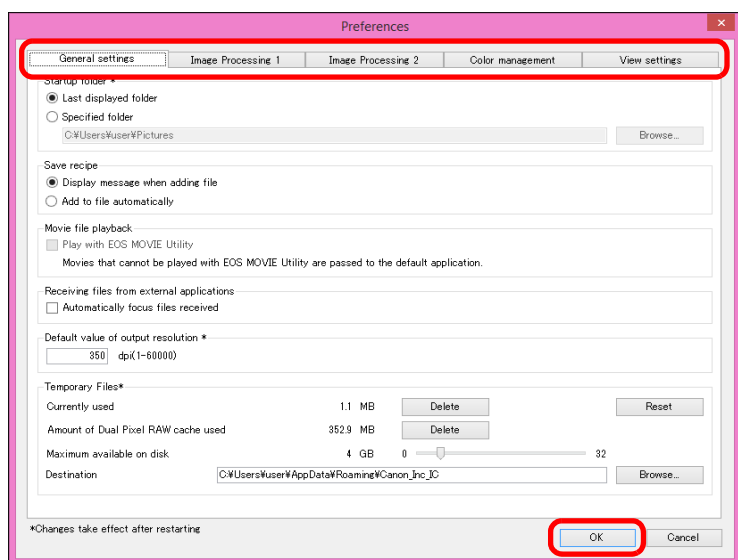 Preferences
General settings Image Processing 1 Image Processing 2 Color management View settings
Startup folder *
Last displayed folder
Specified folder
C:¥Users¥user¥Pictures Browse...
Save recipe
Display message when adding file
Add to file automatically
Movie file playback
Play with EOS MOVIE Utility
Movies that cannot be played with EOS MOVIE Utility are passed to the default application.
Receiving files from external applications
Automatically focus files received
Default value of output resolution *
350 dpi(1-60000)
Temporary Files*
Currently used 1.1 MB Delete Reset
Amount of Dual Pixel RAW cache used 352.9 MB Delete
Maximum available on disk 4 GB 0 32
Destination C:¥Users¥user¥AppData¥Roaming¥Canon_Inc_IC Browse...
*Changes take effect after restarting
OK Cancel